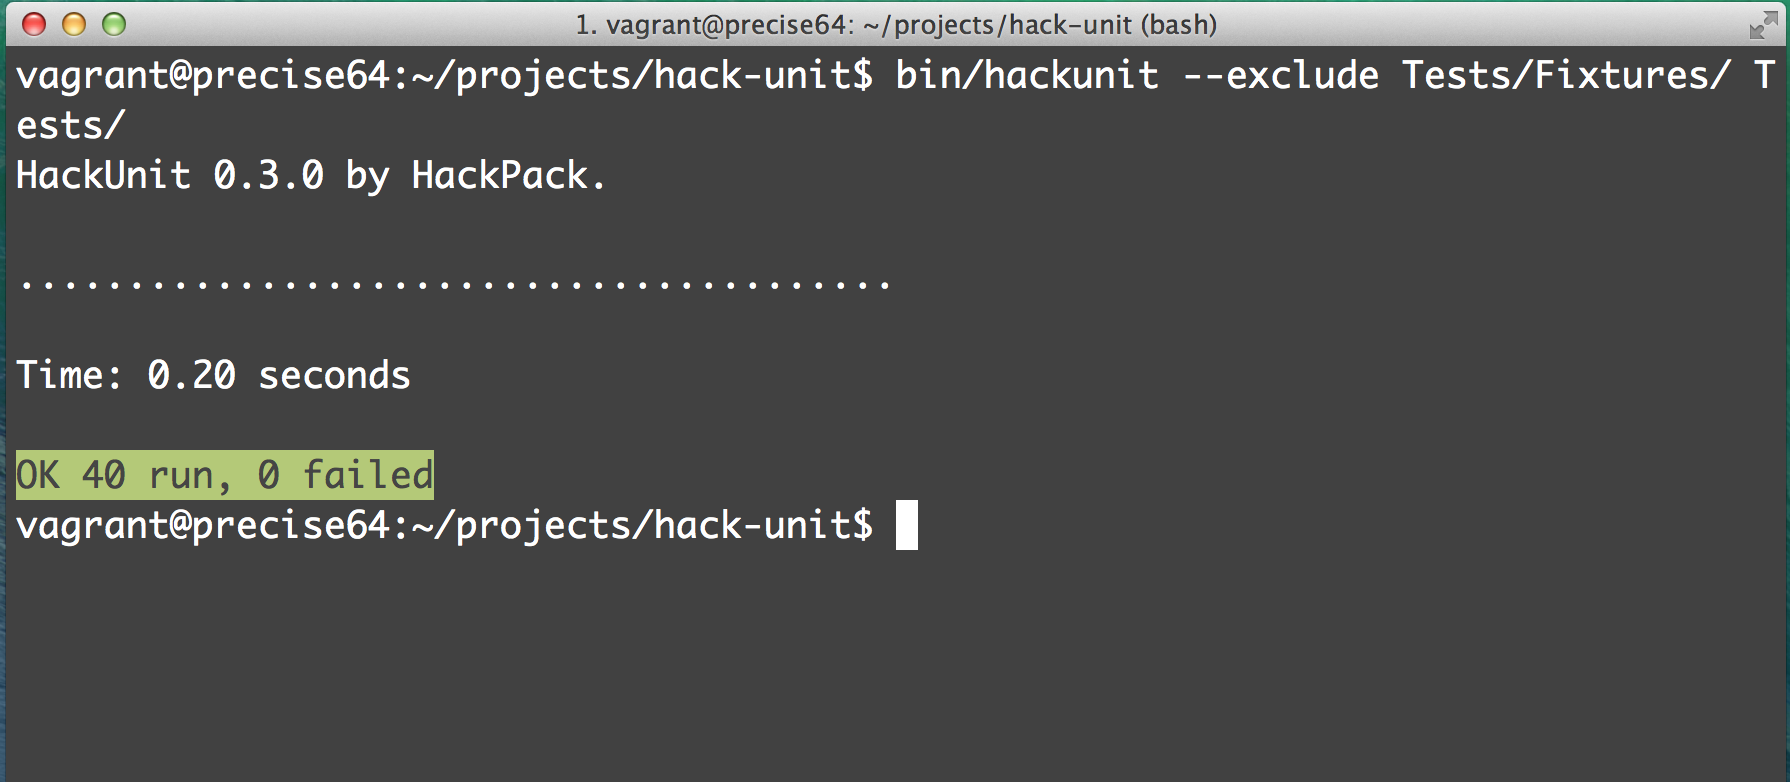 1. vagrant@precise64: ~/projects/hack-unit (bash)
vagrant@precise64:~/projects/hack-unit$ bin/hackunit --exclude Tests/Fixtures/ T
ests/
HackUnit 0.3.0 by HackPack.
........................................
Time: 0.20 seconds
OK 40 run, 0 failed
vagrant@precise64:~/projects/hack-unit$